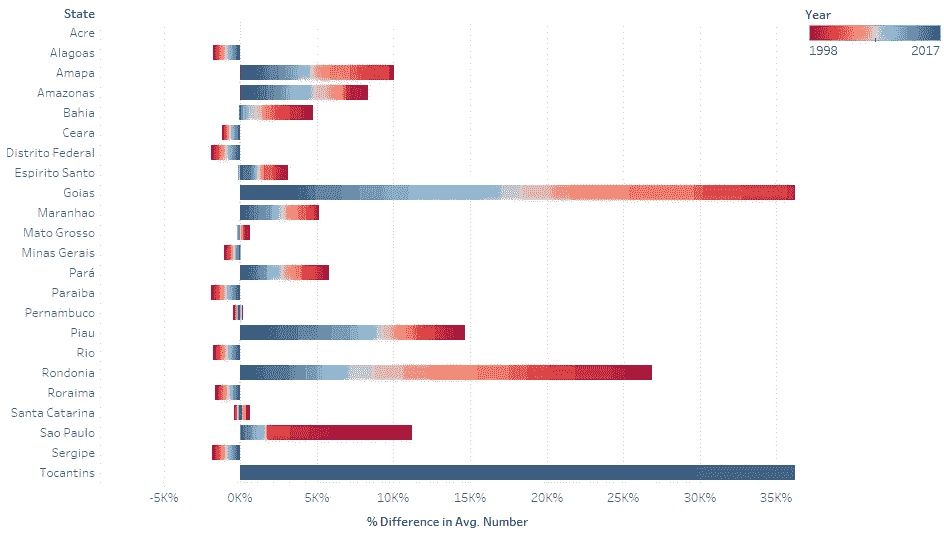 State
Year
1998 2017
Acre
Alagoas
Amapa
Amazonas
Bahia
Ceara
Distrito Federal
Espirito Santo
Goias
Maranhao
Mato Grosso
Minas Gerais
Pará
Paraiba
Pernambuco
Piau
Rio
Rondonia
Roraima
Santa Catarina
Sao Paulo
Sergipe
Tocantins
-5K% 0K% 5K% 10K% 15K% 20K% 25K% 30K% 35K%
% Difference in Avg. Number